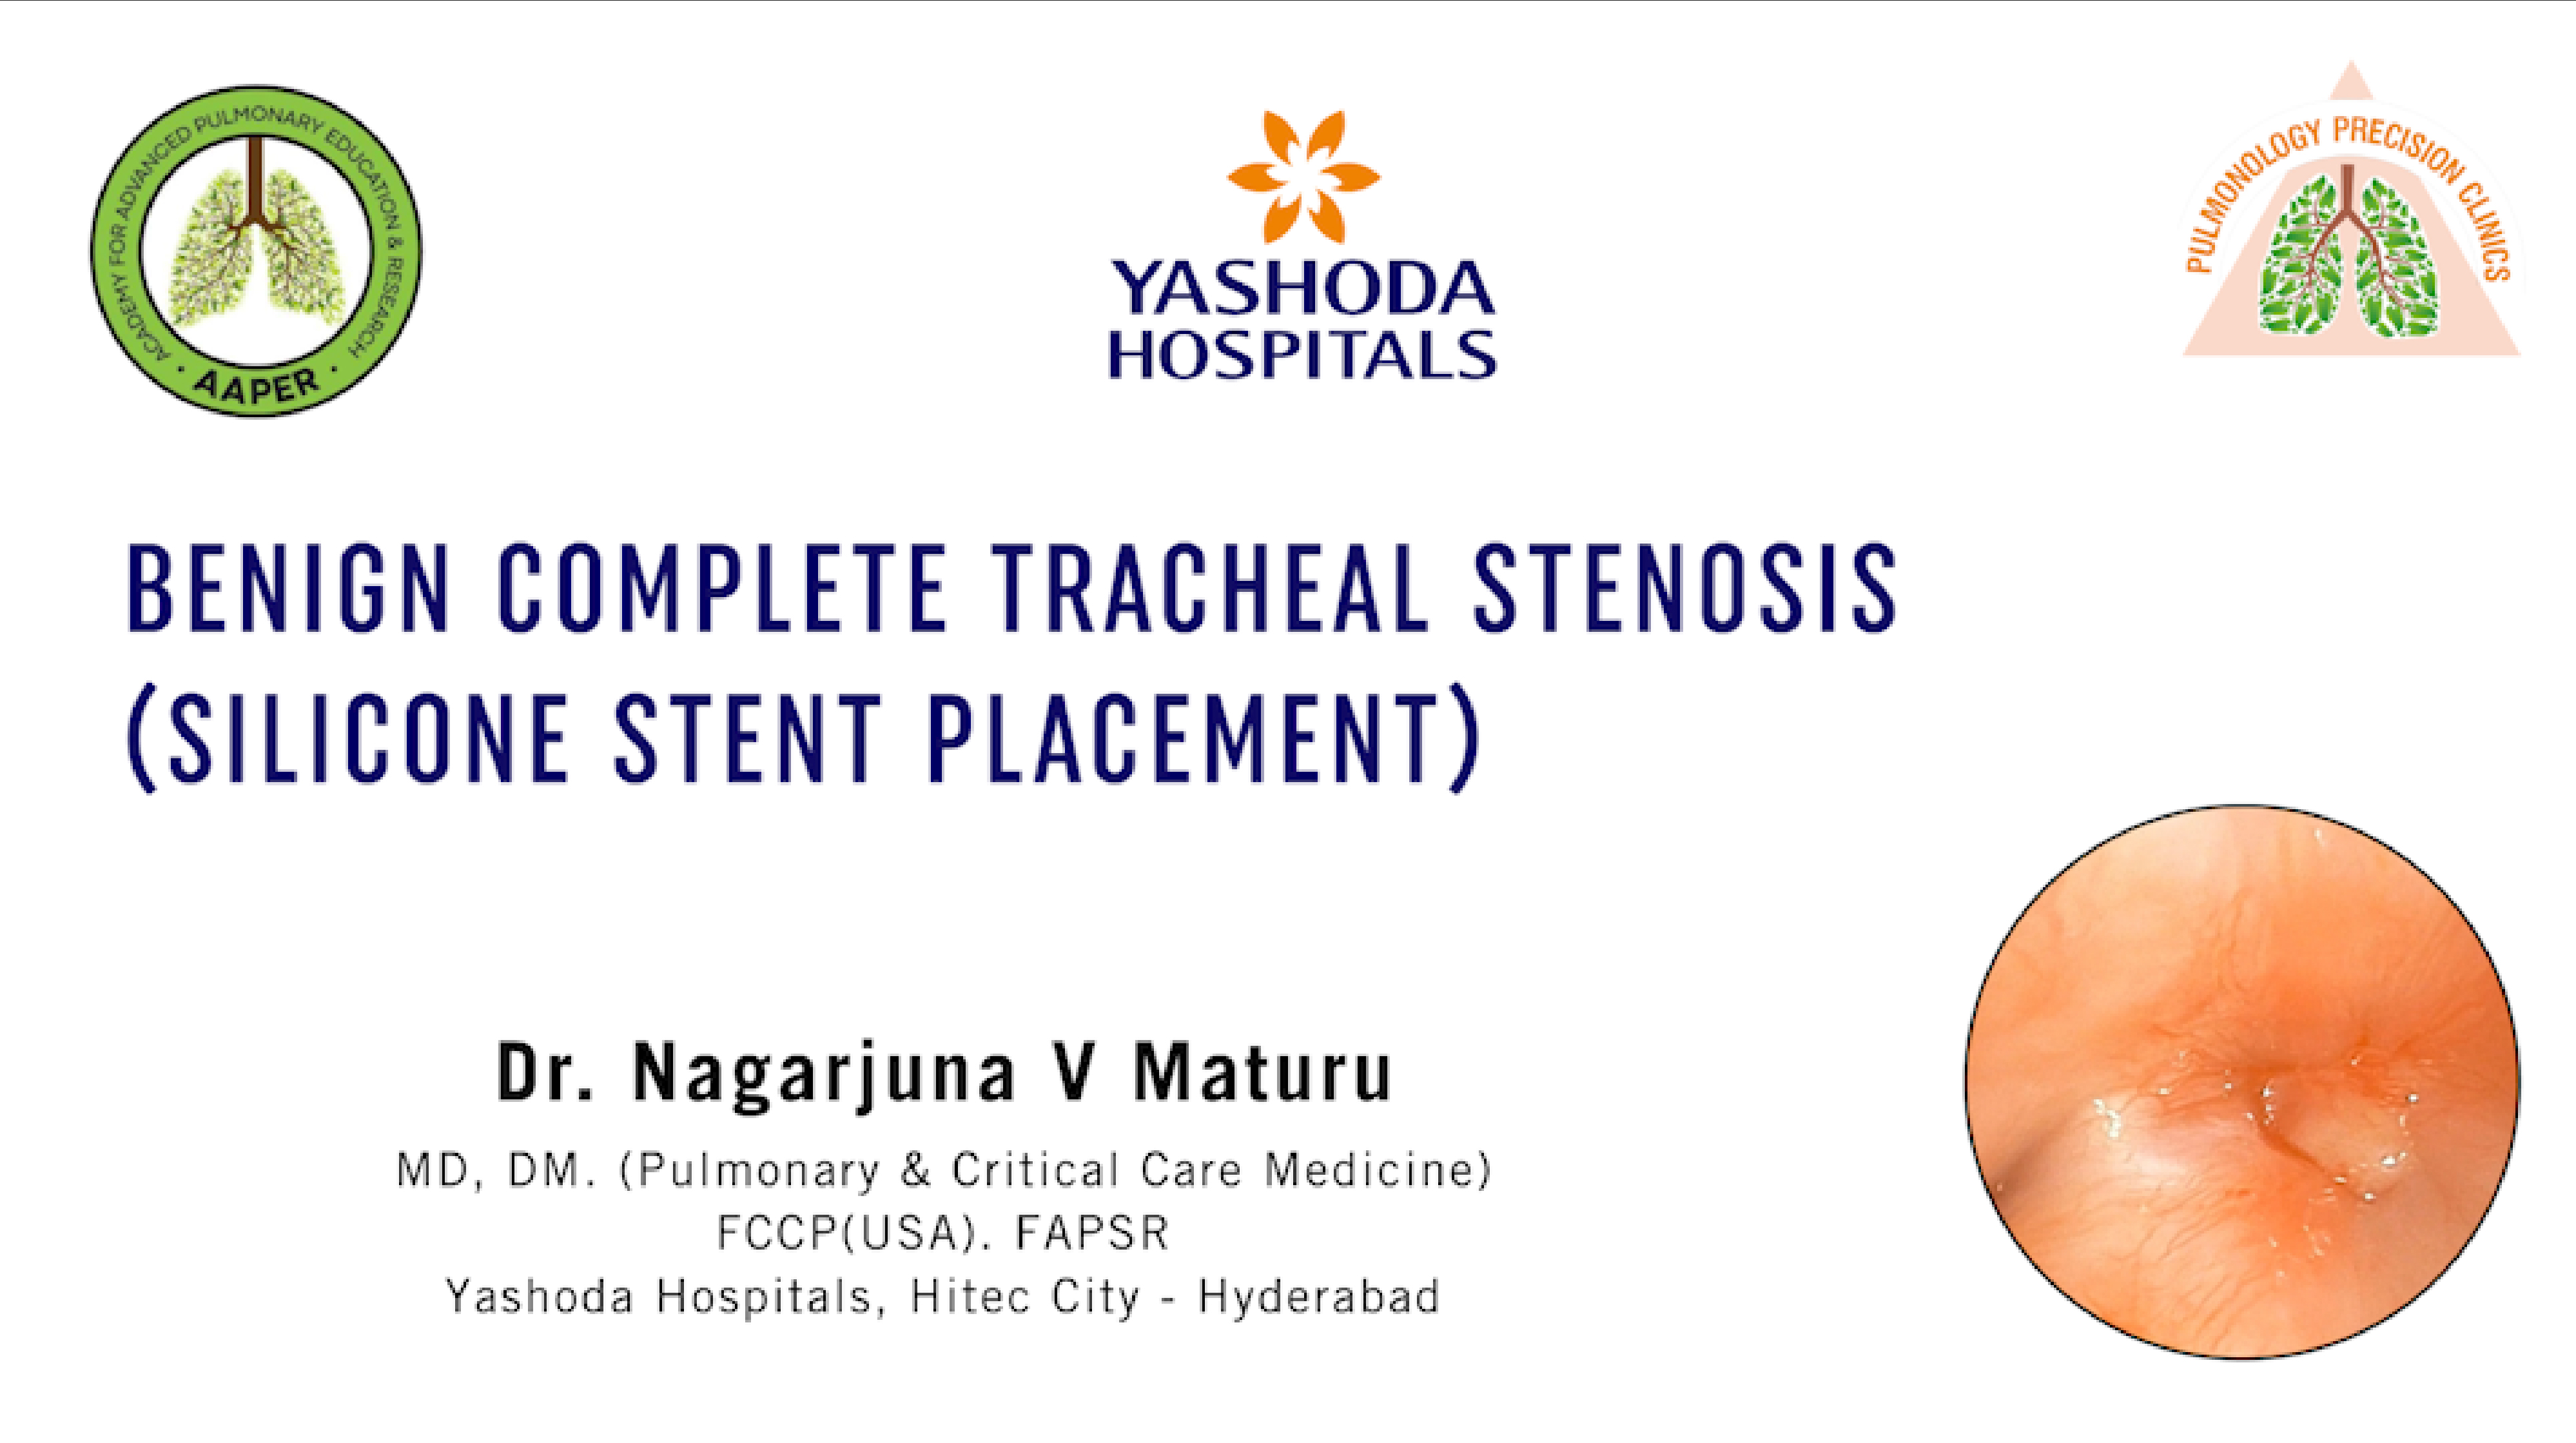 ACADEMY FOR ADVANCED PULMONARY EDUCATION & RESEARCH
· AAPER ·
YASHODA
HOSPITALS
PULMONOLOGY PRECISION CLINICS
BENIGN COMPLETE TRACHEAL STENOSIS
(SILICONE STENT PLACEMENT)
Dr. Nagarjuna V Maturu
MD, DM. (Pulmonary & Critical Care Medicine)
FCCP(USA). FAPSR
Yashoda Hospitals, Hitec City - Hyderabad